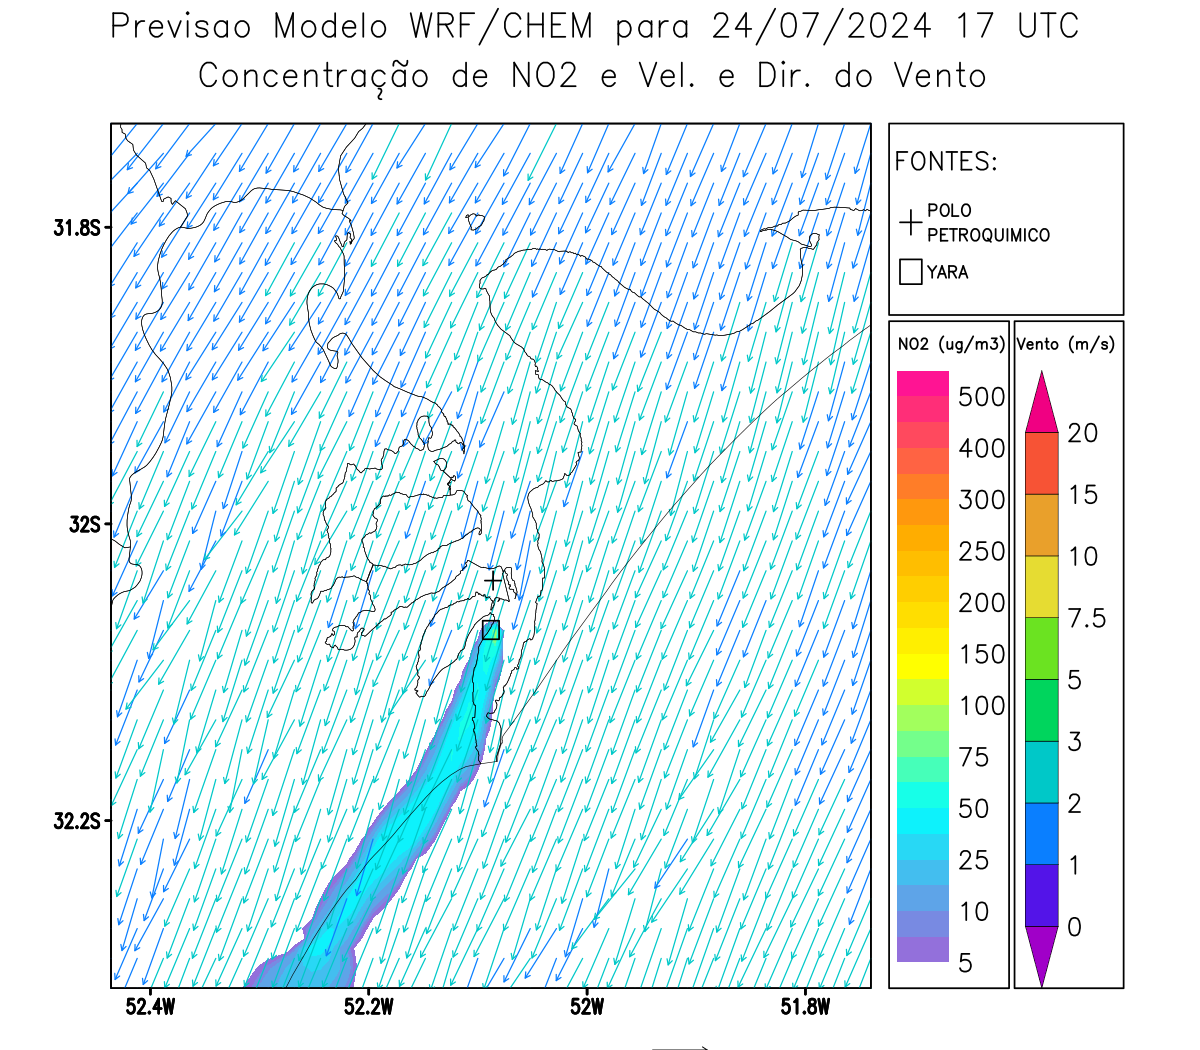 Previsao Modelo WRF/CHEM para 24/07/2024 17 UTC
Concentração de NO2 e Vel. e Dir. do Vento
FONTES:
POLO
PETROQUIMICO
YARA
31.8S
32S
32.2S
52.4W
52.2W
52W
51.8W
NO2 (ug/m3)
500
400
300
250
200
150
100
75
50
25
10
5
Vento (m/s)
20
15
10
7.5
5
3
2
1
0